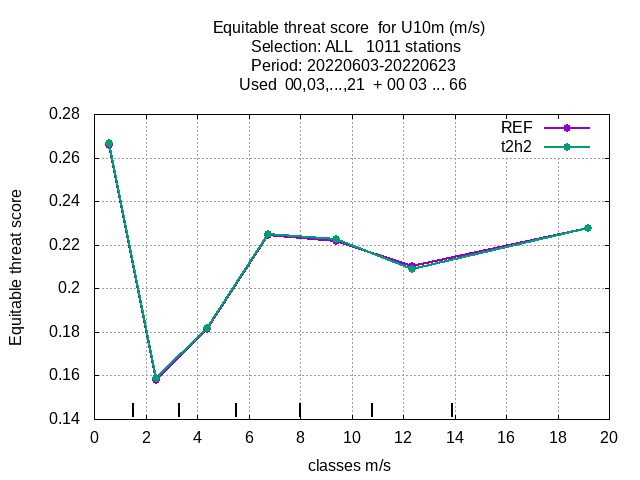 Equitable threat score  for U10m (m/s)
Selection: ALL   1011 stations
Period: 20220603-20220623
Used  00,03,...,21  + 00 03 ... 66
REF
t2h2
Equitable threat score
0.28
0.26
0.24
0.22
0.2
0.18
0.16
0.14
0 2 4 6 8 10 12 14 16 18 20
classes m/s